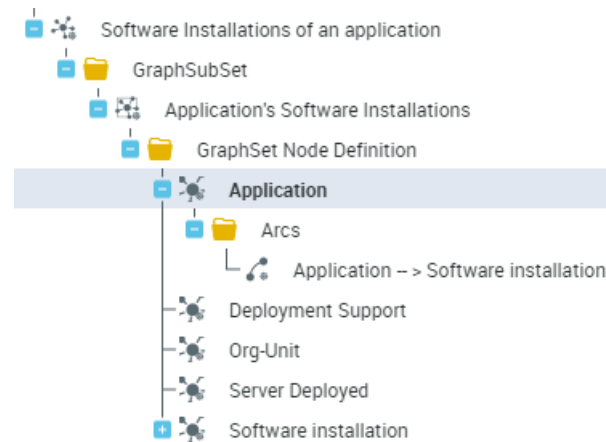 Software Installations of an application
GraphSubSet
Application's Software Installations
GraphSet Node Definition
Application
Arcs
Application -- > Software installation
Deployment Support
Org-Unit
Server Deployed
Software installation